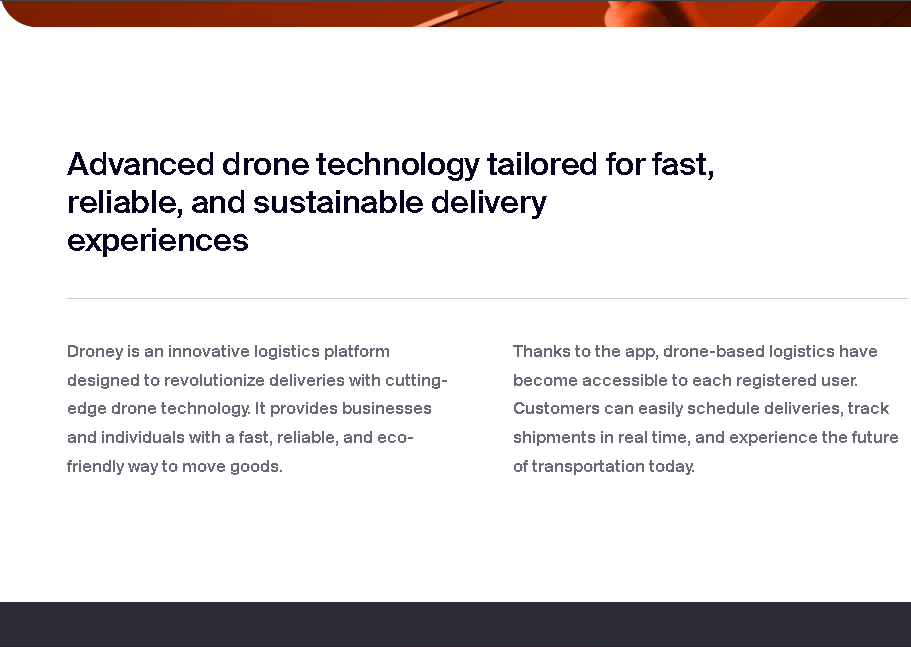 Advanced drone technology tailored for fast,
reliable, and sustainable delivery
experiences
Droney is an innovative logistics platform
designed to revolutionize deliveries with cutting-
edge drone technology. It provides businesses
and individuals with a fast, reliable, and eco-
friendly way to move goods.
Thanks to the app, drone-based logistics have
become accessible to each registered user.
Customers can easily schedule deliveries, track
shipments in real time, and experience the future
of transportation today.